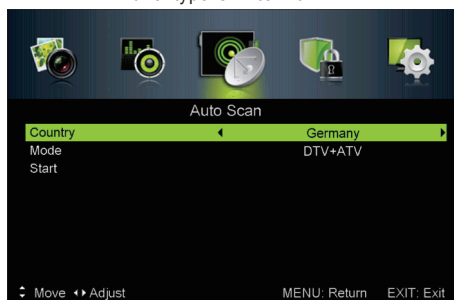 Auto Scan
Country Germany
Mode DTV+ATV
Start
Move Adjust MENU: Return EXIT: Exit